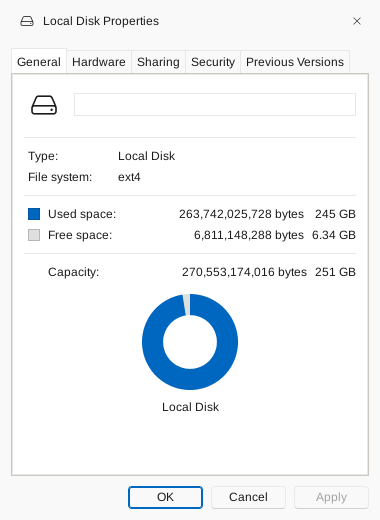 Local Disk Properties
General Hardware Sharing Security Previous Versions
Type: Local Disk
File system: ext4
Used space: 263,742,025,728 bytes 245 GB
Free space: 6,811,148,288 bytes 6.34 GB
Capacity: 270,553,174,016 bytes 251 GB
Local Disk
OK Cancel Apply